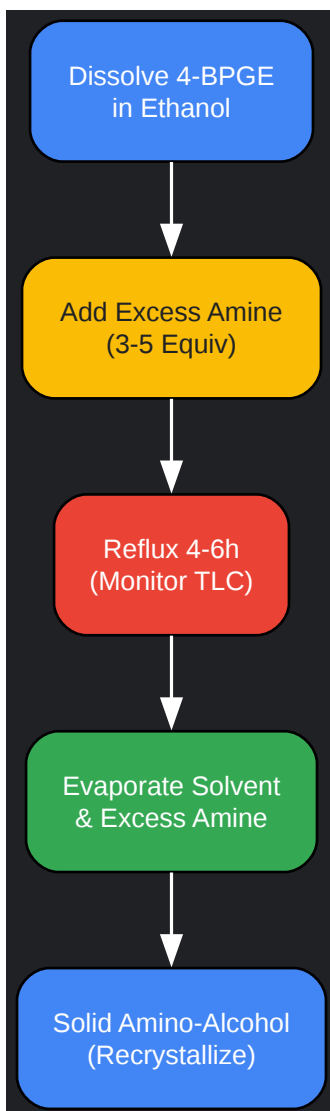 Dissolve 4-BPGE
in Ethanol
Add Excess Amine
(3-5 Equiv)
Reflux 4-6h
(Monitor TLC)
Evaporate Solvent
& Excess Amine
Solid Amino-Alcohol
(Recrystallize)